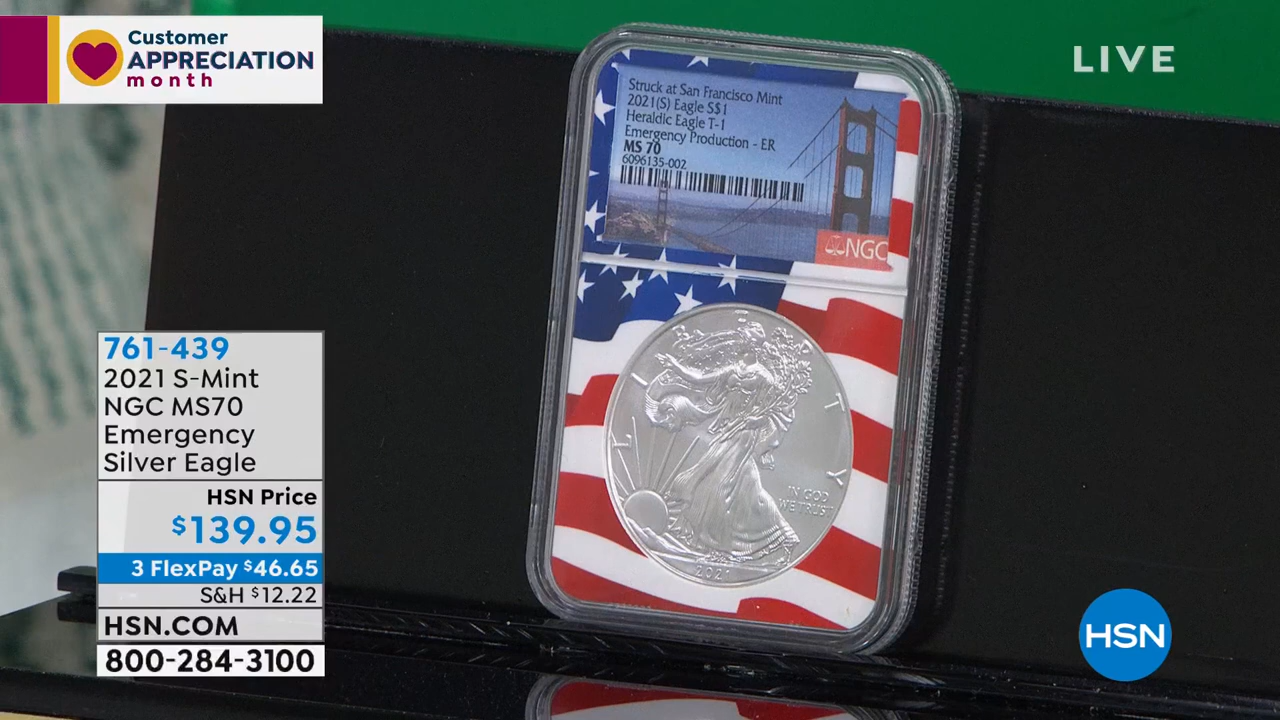 Customer
APPRECIATION
month
LIVE
Struck at San Francisco Mint
2021(S) Eagle S$1
Heraldic Eagle T-1
Emergency Production - ER
MS 70
6096135-002
NGC
LIBERTY
IN GOD
WE TRUST
2021
761-439
2021 S-Mint
NGC MS70
Emergency
Silver Eagle
HSN Price
$139.95
3 FlexPay $46.65
S&H $12.22
HSN.COM
800-284-3100
HSN